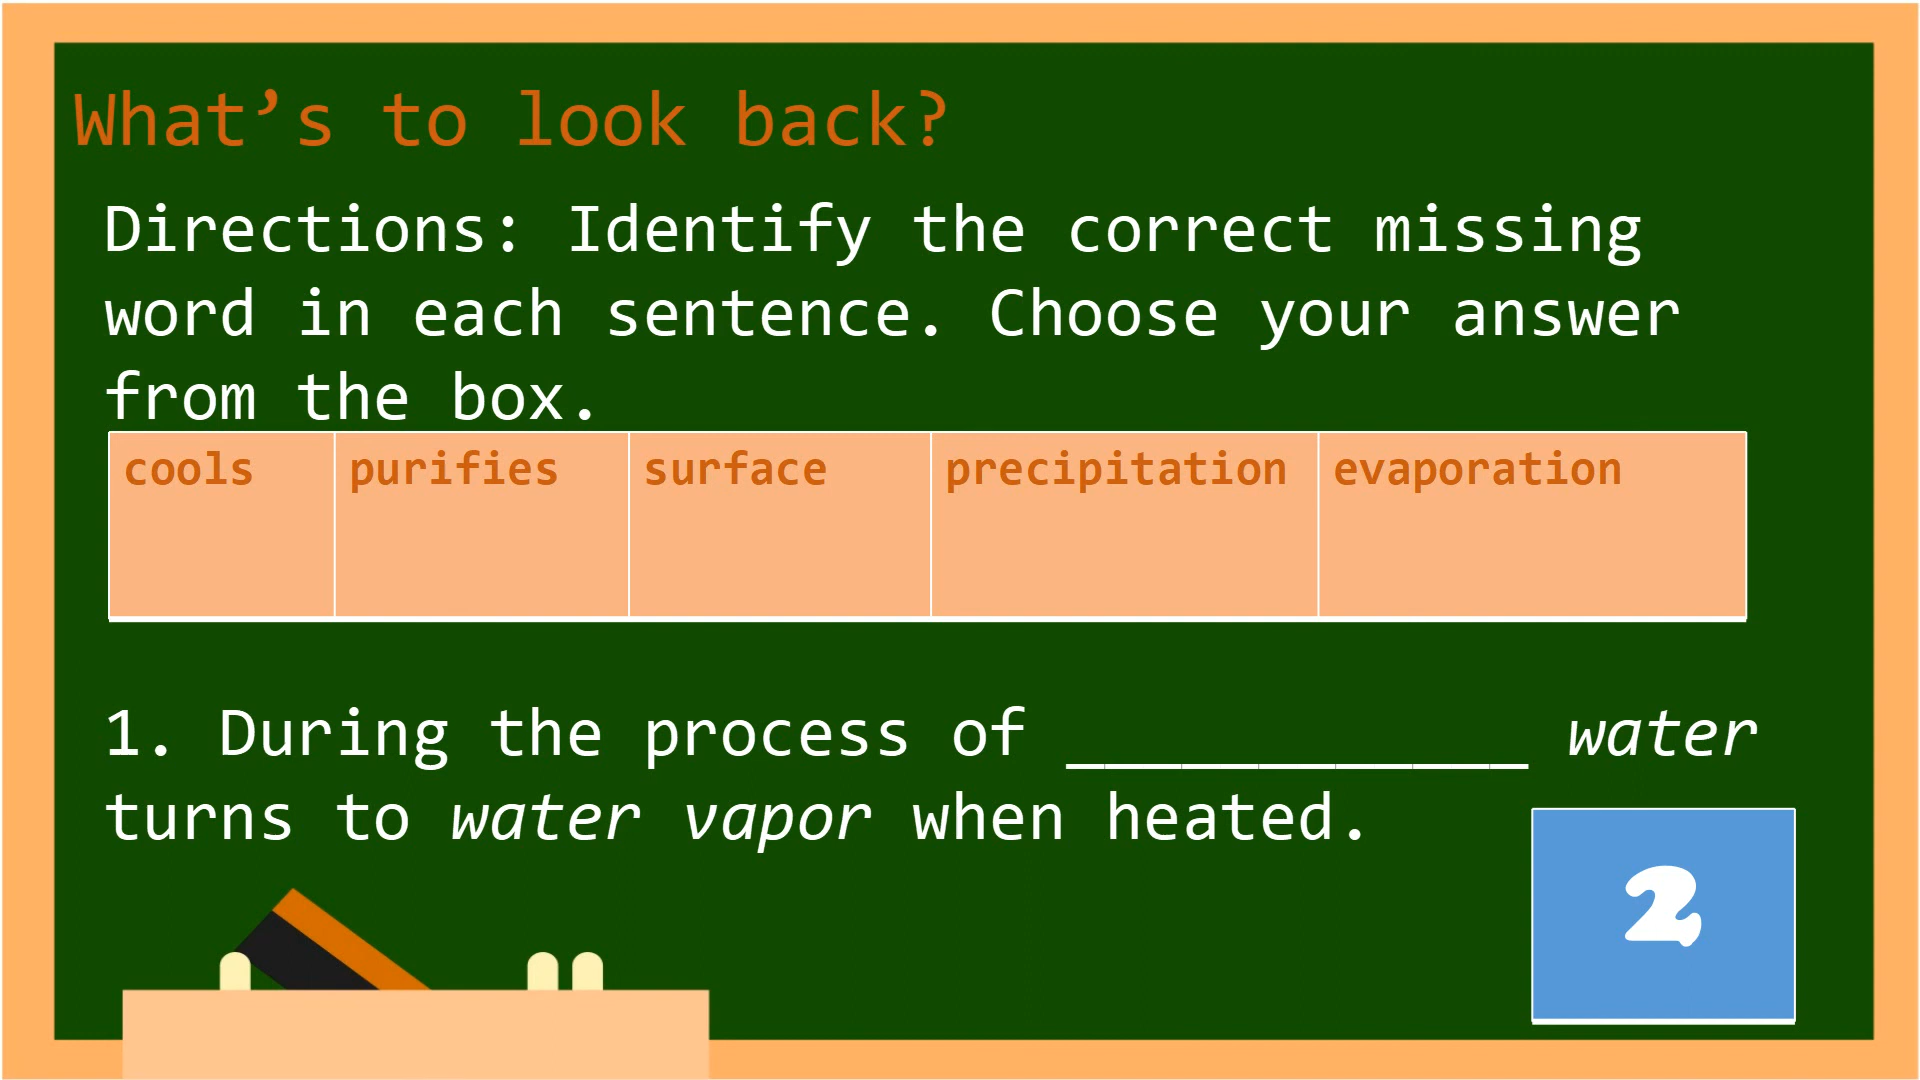 What’s to look back?
Directions: Identify the correct missing
word in each sentence. Choose your answer
from the box.
cools purifies surface precipitation evaporation
1. During the process of ____________ water
turns to water vapor when heated.
2